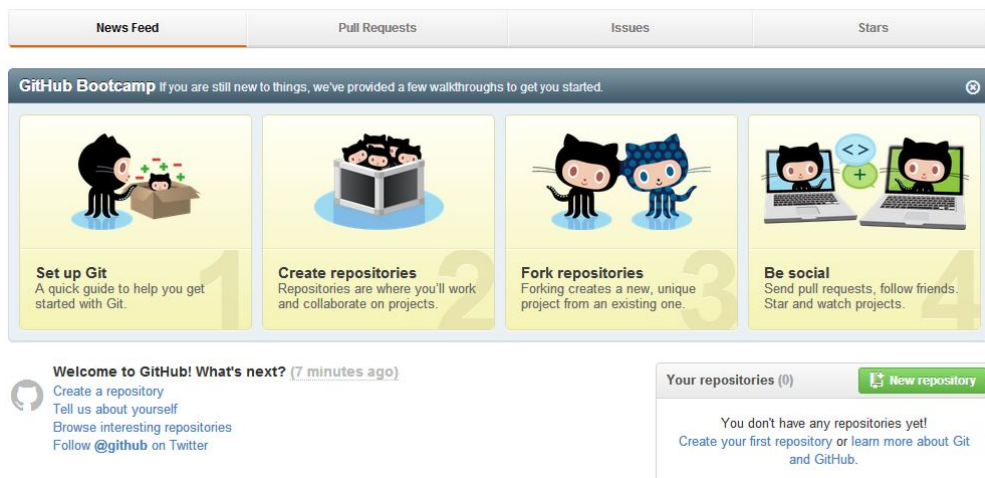 News Feed
Pull Requests
Issues
Stars
GitHub Bootcamp If you are still new to things, we've provided a few walkthroughs to get you started.
1
Set up Git
A quick guide to help you get
started with Git.
2
Create repositories
Repositories are where you'll work
and collaborate on projects.
3
Fork repositories
Forking creates a new, unique
project from an existing one.
<>
+
4
Be social
Send pull requests, follow friends.
Star and watch projects.
Welcome to GitHub! What's next? (7 minutes ago)
Create a repository
Tell us about yourself
Browse interesting repositories
Follow @github on Twitter
Your repositories (0)
New repository
You don't have any repositories yet!
Create your first repository or learn more about Git
and GitHub.